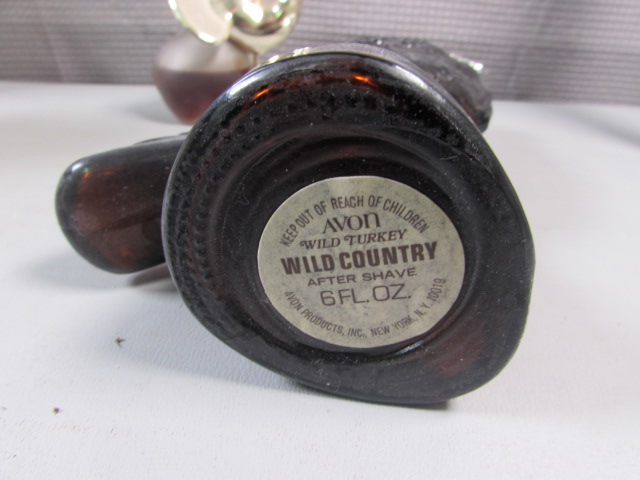 KEEP OUT OF REACH OF CHILDREN
AVON
WILD TURKEY
WILD COUNTRY
AFTER SHAVE
6 FL. OZ.
AVON PRODUCTS, INC., NEW YORK, N.Y. 10019